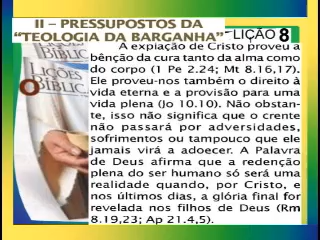 II – PRESSUPOSTOS DA
“TEOLOGIA DA BARGANHA”
LIÇÃO 8
LIÇÕES
BÍBLIC
A expiação de Cristo proveu a
bênção da cura tanto da alma como
do corpo (1 Pe 2.24; Mt 8.16,17).
Ele proveu-nos também o direito à
vida eterna e a provisão para uma
vida plena (Jo 10.10). Não obstan-
te, isso não significa que o crente
não passará por adversidades,
sofrimentos ou tampouco que ele
jamais virá a adoecer. A Palavra
de Deus afirma que a redenção
plena do ser humano só será uma
realidade quando, por Cristo, e
nos últimos dias, a glória final for
revelada nos filhos de Deus (Rm
8.19,23; Ap 21.4,5).